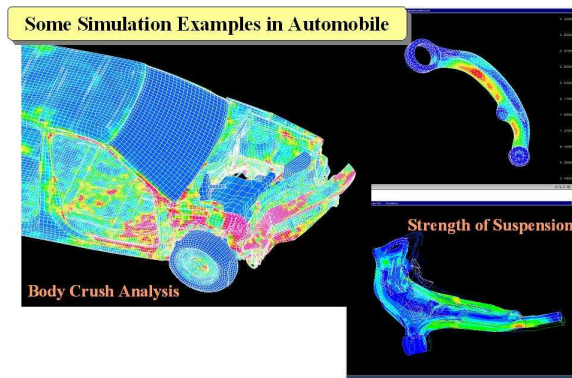 Some Simulation Examples in Automobile
Strength of Suspension
Body Crush Analysis